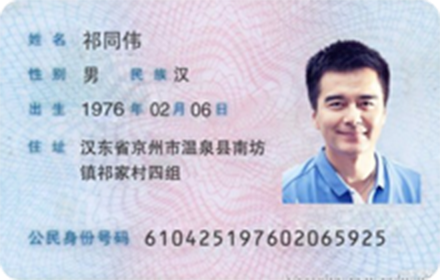 姓名 祁同伟
性别 男 民族 汉
出生 1976 年 02 月 06 日
住址 汉东省京州市温泉县南坊
镇祁家村四组
公民身份号码 610425197602065925